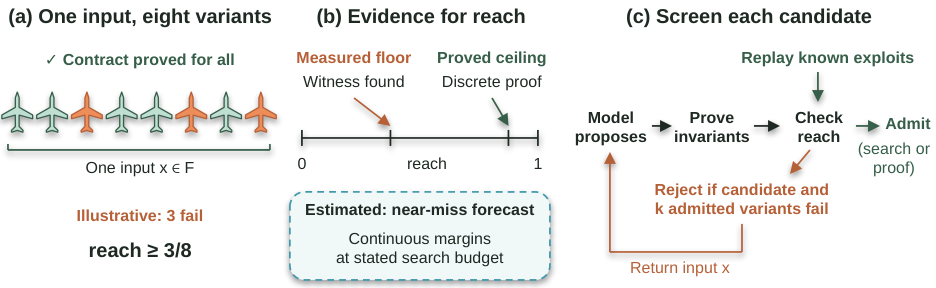 (a) One input, eight variants
✓ Contract proved for all
One input x ∈ F
Illustrative: 3 fail
reach ≥ 3/8
(b) Evidence for reach
Measured floor
Witness found
Proved ceiling
Discrete proof
0
reach
1
Estimated: near-miss forecast
Continuous margins
at stated search budget
(c) Screen each candidate
Replay known exploits
Model
proposes
Prove
invariants
Check
reach
Admit
(search or
proof)
Reject if candidate and
k admitted variants fail
Return input x